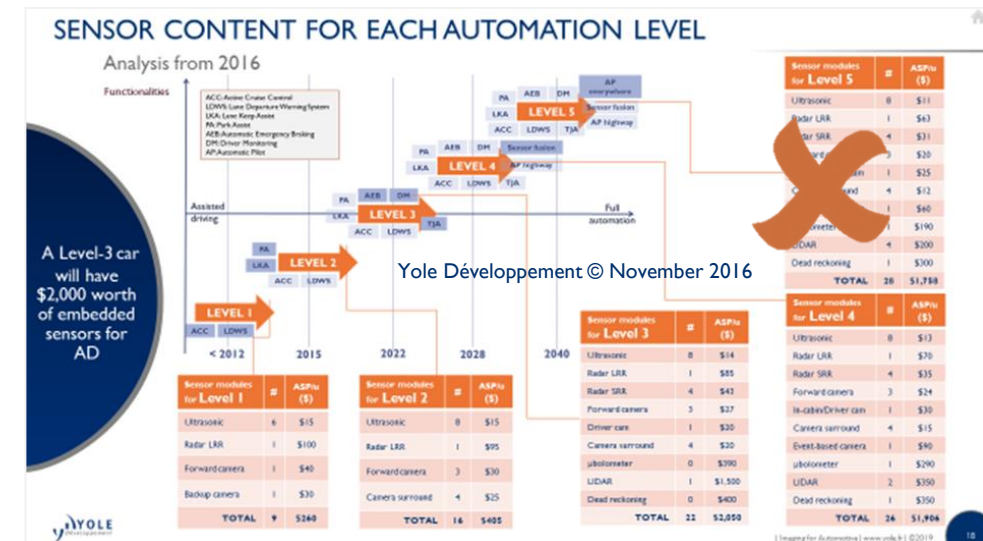 SENSOR CONTENT FOR EACH AUTOMATION LEVEL
Analysis from 2016
Functionalities
ACC: Active Cruise Control
LDWS: Lane Departure Warning System
LKA: Lane Keep Assist
PA: Park Assist
AEB: Automatic Emergency Braking
DM: Driver Monitoring
AP: Automatic Pilot
A Level-3 car
will have
$2,000 worth
of embedded
sensors for
AD
Assisted
driving
Full
automation
PA AEB DM AP everywhere
LKA LEVEL 5 Sensor fusion
ACC LDWS TJA AP highway
PA AEB DM Sensor fusion
LKA LEVEL 4 AP highway
ACC LDWS TJA
PA AEB DM
LKA LEVEL 3 TJA
ACC LDWS
PA
LKA LEVEL 2
ACC LDWS
LEVEL 1
ACC LDWS
Yole Développement © November 2016
< 2012 2015 2022 2028 2040
Sensor modules for Level 1 # ASP/u ($)
Ultrasonic 6 $15
Radar LRR 1 $100
Forward camera 1 $40
Backup camera 1 $30
TOTAL 9 $260
Sensor modules for Level 2 # ASP/u ($)
Ultrasonic 8 $15
Radar LRR 1 $95
Forward camera 3 $30
Camera surround 4 $25
TOTAL 16 $405
Sensor modules for Level 3 # ASP/u ($)
Ultrasonic 8 $14
Radar LRR 1 $85
Radar SRR 4 $43
Forward camera 3 $27
Driver cam 1 $30
Camera surround 4 $20
µbolometer 0 $390
LIDAR 1 $1,500
Dead reckoning 0 $400
TOTAL 22 $2,050
Sensor modules for Level 5 # ASP/u ($)
Ultrasonic 8 $11
Radar LRR 1 $63
Radar SRR 4 $31
3 $20
cam 1 $25
4 $12
1 $60
$190
LIDAR 4 $200
Dead reckoning 1 $300
TOTAL 28 $1,758
Sensor modules for Level 4 # ASP/u ($)
Ultrasonic 8 $13
Radar LRR 1 $70
Radar SRR 4 $35
Forward camera 3 $24
In-cabin/Driver cam 1 $30
Camera surround 4 $15
Event-based camera 1 $90
µbolometer 1 $290
LIDAR 2 $350
Dead reckoning 1 $350
TOTAL 26 $1,906
YOLE
Développement
Imaging for Automotive | www.yole.fr | ©2019
18